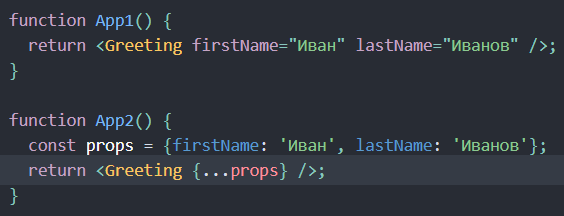 function App1() {
  return <Greeting firstName="Иван" lastName="Иванов" />;
}

function App2() {
  const props = {firstName: 'Иван', lastName: 'Иванов'};
  return <Greeting {...props} />;
}